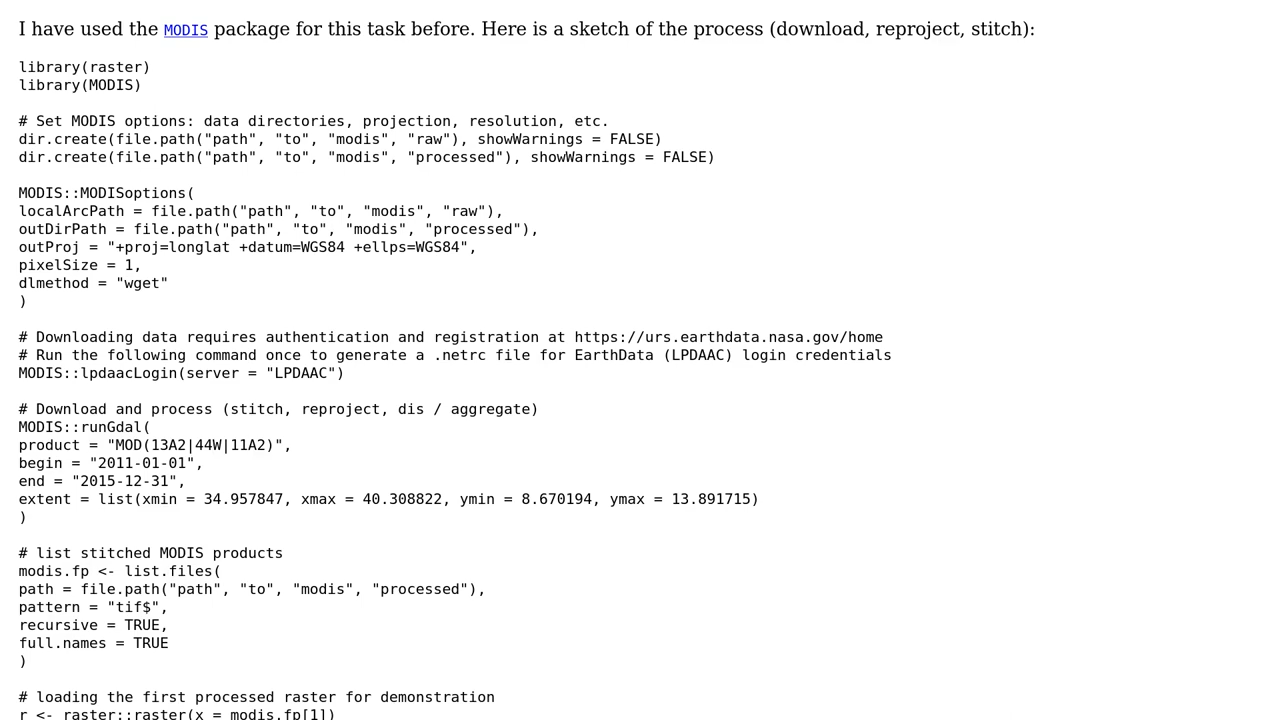 I have used the MODIS package for this task before. Here is a sketch of the process (download, reproject, stitch):
library(raster)
library(MODIS)
# Set MODIS options: data directories, projection, resolution, etc.
dir.create(file.path("path", "to", "modis", "raw"), showWarnings = FALSE)
dir.create(file.path("path", "to", "modis", "processed"), showWarnings = FALSE)
MODIS::MODISoptions(
localArcPath = file.path("path", "to", "modis", "raw"),
outDirPath = file.path("path", "to", "modis", "processed"),
outProj = "+proj=longlat +datum=WGS84 +ellps=WGS84",
pixelSize = 1,
dlmethod = "wget"
)
# Downloading data requires authentication and registration at https://urs.earthdata.nasa.gov/home
# Run the following command once to generate a .netrc file for EarthData (LPDAAC) login credentials
MODIS::lpdaacLogin(server = "LPDAAC")
# Download and process (stitch, reproject, dis / aggregate)
MODIS::runGdal(
product = "MOD(13A2|44W|11A2)",
begin = "2011-01-01",
end = "2015-12-31",
extent = list(xmin = 34.957847, xmax = 40.308822, ymin = 8.670194, ymax = 13.891715)
)
# list stitched MODIS products
modis.fp <- list.files(
path = file.path("path", "to", "modis", "processed"),
pattern = "tif$",
recursive = TRUE,
full.names = TRUE
)
# loading the first processed raster for demonstration
r <- raster::raster(x = modis.fp[1])